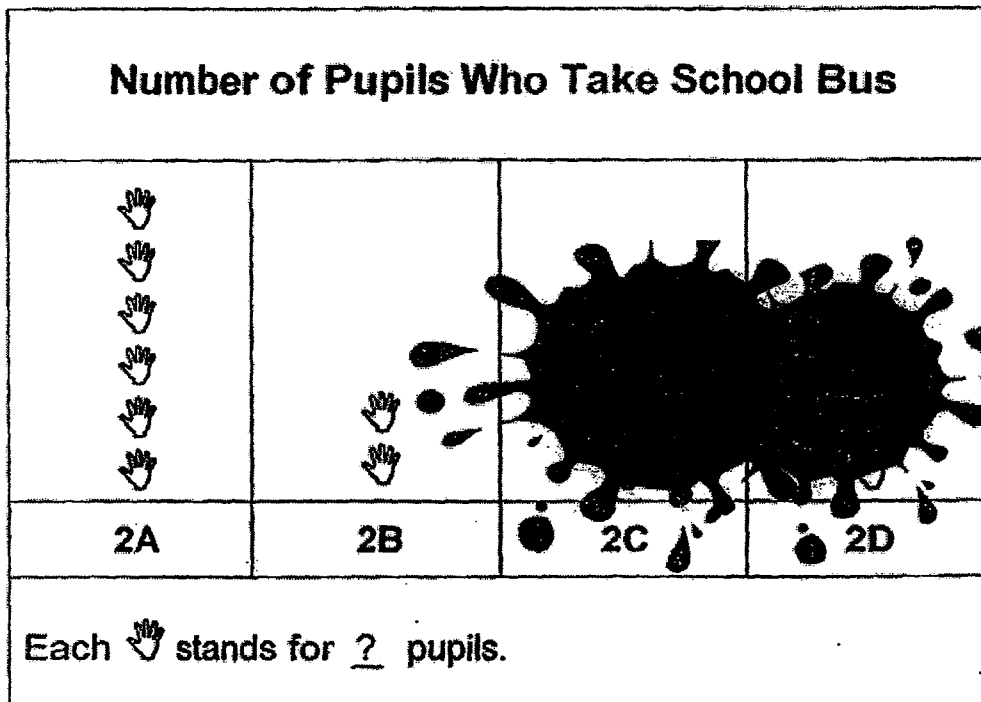 Number of Pupils Who Take School Bus
2A 2B 2C 2D
Each stands for ? pupils.